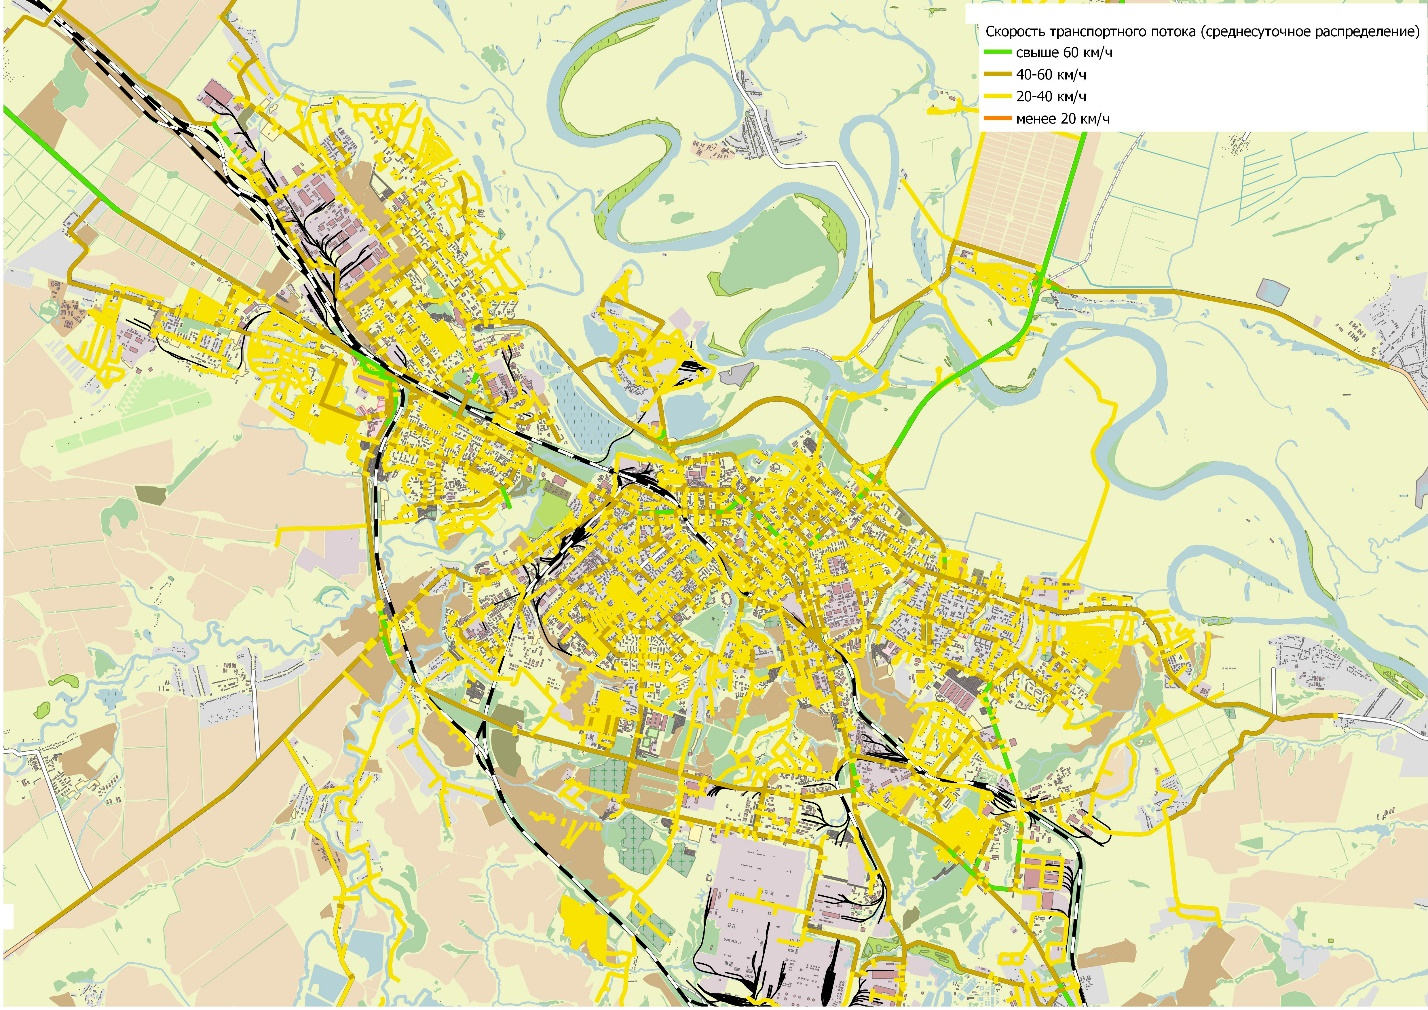 Скорость транспортного потока (среднесуточное распределение)
свыше 60 км/ч
40-60 км/ч
20-40 км/ч
менее 20 км/ч